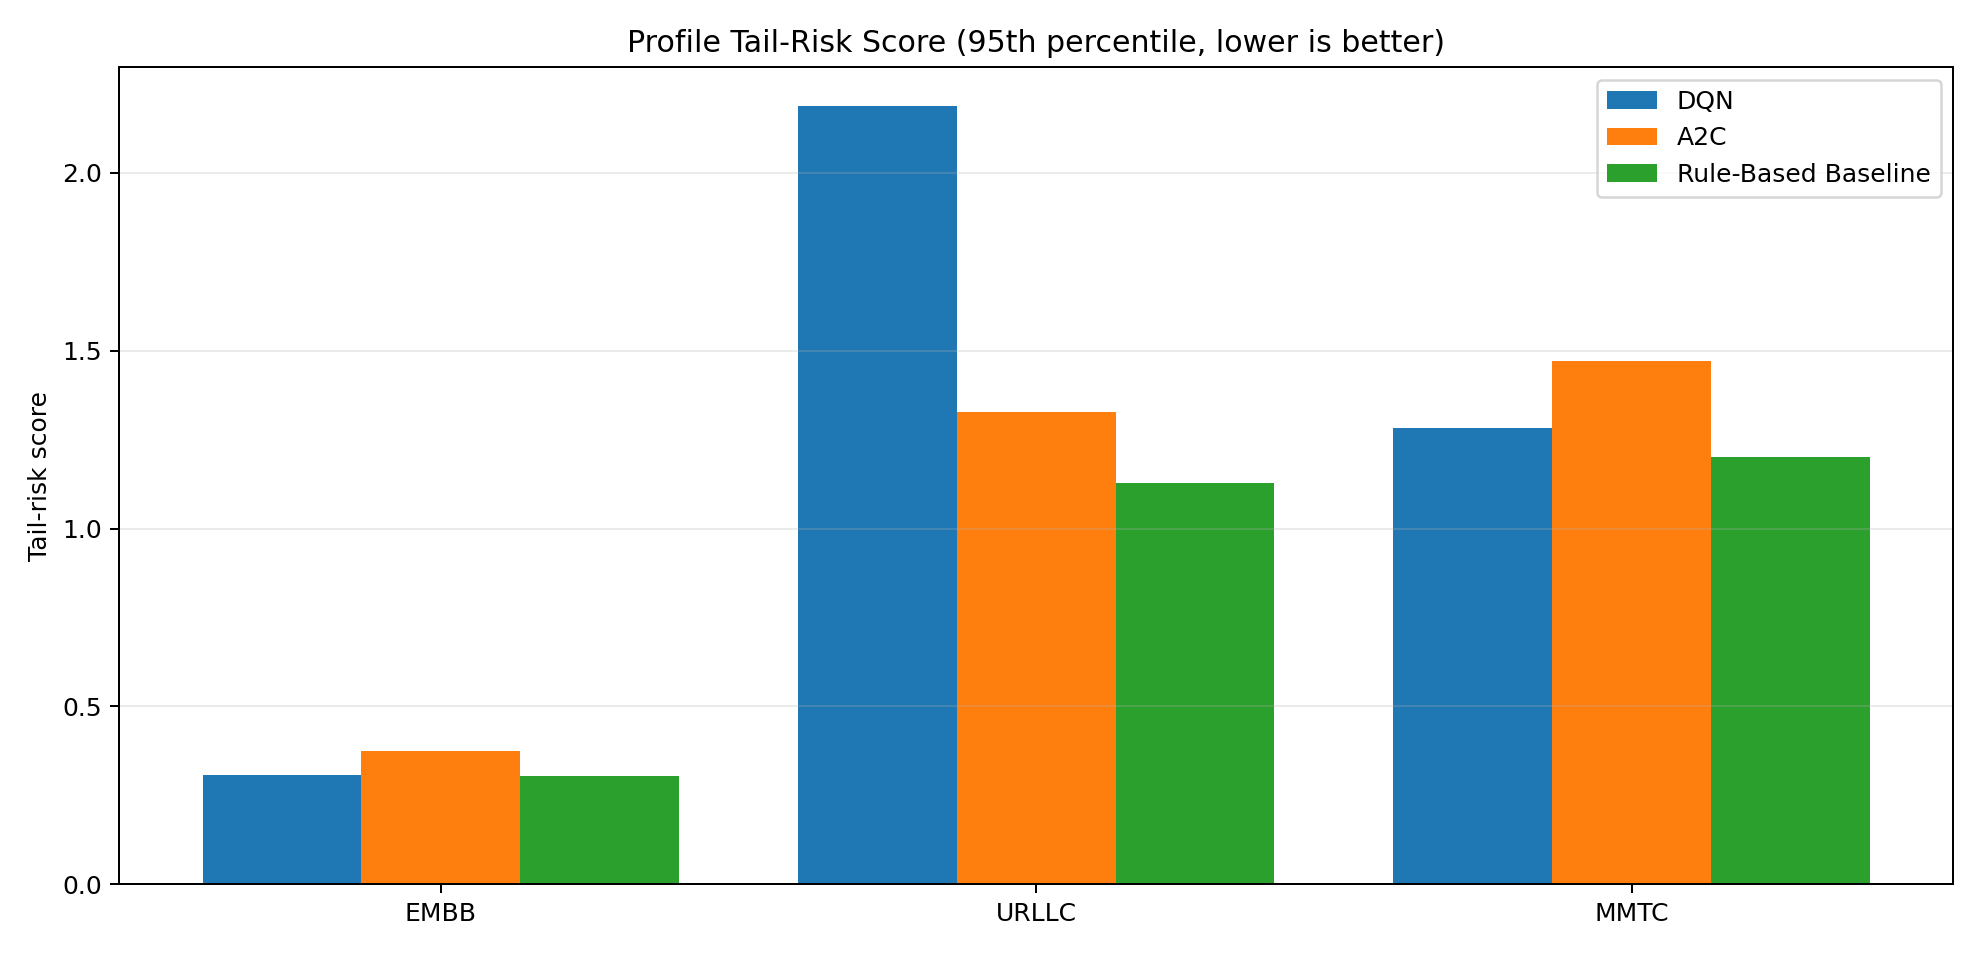 Profile Tail-Risk Score (95th percentile, lower is better)
DQN
A2C
Rule-Based Baseline
Tail-risk score
2.0
1.5
1.0
0.5
0.0
EMBB
URLLC
MMTC